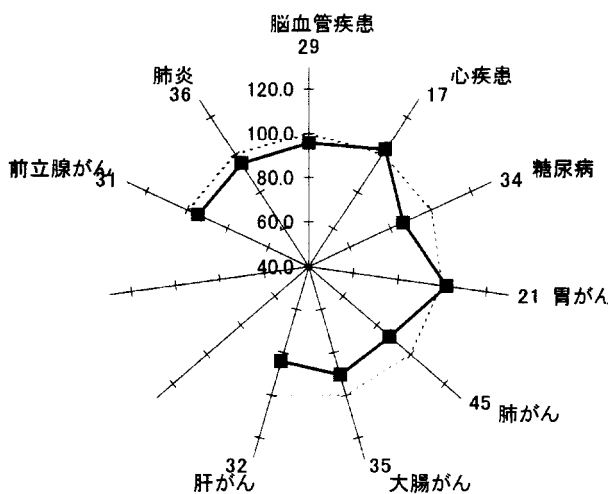 脳血管疾患
29
肺炎
36
心疾患
17
前立腺がん
31
糖尿病
34
120.0
100.0
80.0
60.0
40.0
21 胃がん
45
肺がん
32
肝がん
35
大腸がん